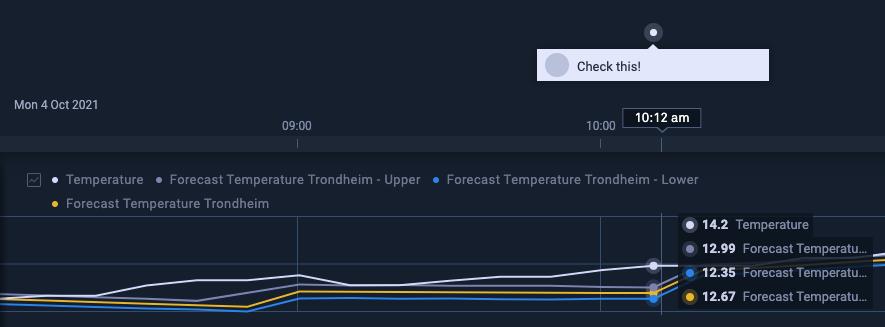 Check this!
Mon 4 Oct 2021
09:00
10:00
10:12 am
Temperature
Forecast Temperature Trondheim - Upper
Forecast Temperature Trondheim - Lower
Forecast Temperature Trondheim
14.2 Temperature
12.99 Forecast Temperatu...
12.35 Forecast Temperatu...
12.67 Forecast Temperatu...